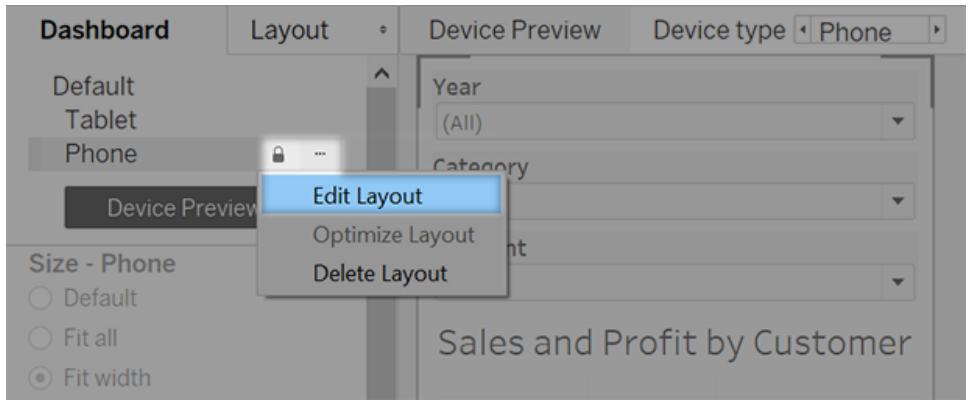 Dashboard Layout Device Preview Device type Phone
Default
Tablet
Phone
Device Preview
Size - Phone
Default
Fit all
Fit width
Edit Layout
Optimize Layout
Delete Layout
Year
(All)
Category
Sales and Profit by Customer